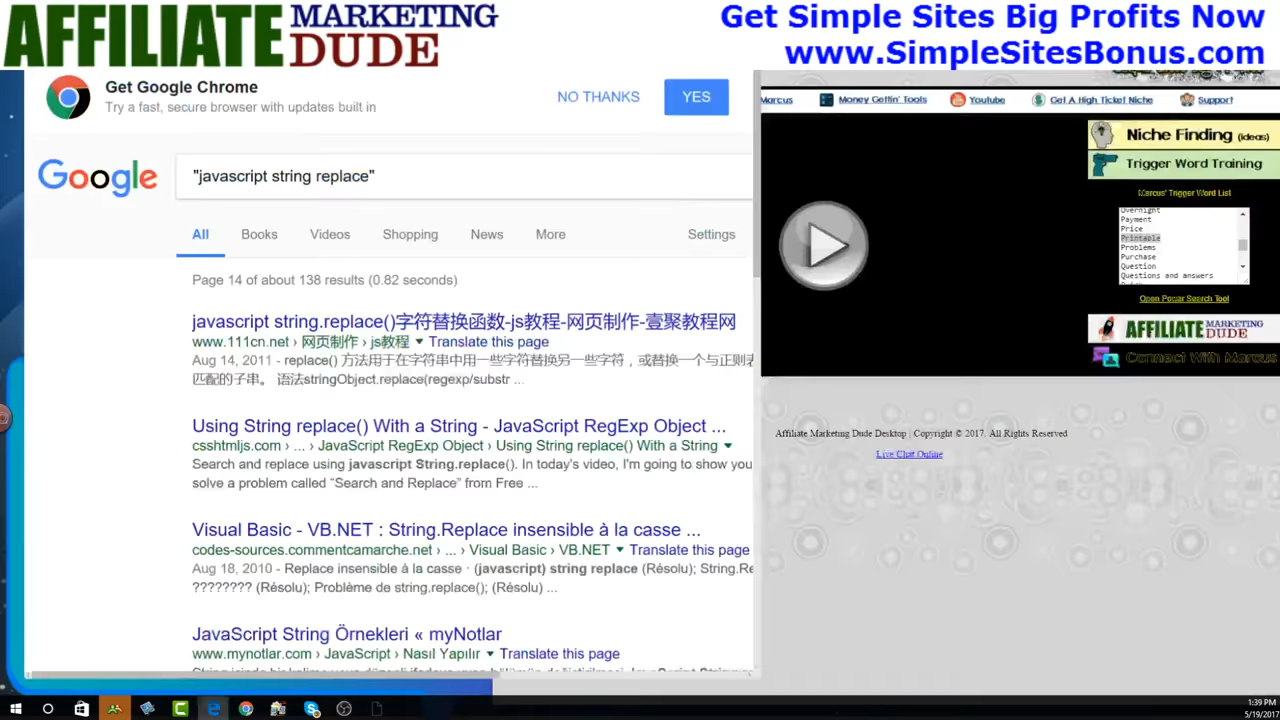 AFFILIATE MARKETING DUDE
Get Simple Sites Big Profits Now
www.SimpleSitesBonus.com
Get Google Chrome
Try a fast, secure browser with updates built in
NO THANKS
YES
Google
"javascript string replace"
All
Books
Videos
Shopping
News
More
Settings
Page 14 of about 138 results (0.82 seconds)
javascript string.replace()字符替换函数-js教程-网页制作-壹聚教程网
www.111cn.net › 网页制作 › js教程 ▼ Translate this page
Aug 14, 2011 - replace() 方法用于在字符串中用一些字符替换另一些字符，或替换一个与正则表
匹配的子串。 语法stringObject.replace(regexp/substr ...
Using String replace() With a String - JavaScript RegExp Object ...
csshtmljs.com › ... › JavaScript RegExp Object › Using String replace() With a String ▼
Search and replace using javascript String.replace(). In today's video, I'm going to show you
solve a problem called “Search and Replace” from Free ...
Visual Basic - VB.NET : String.Replace insensible à la casse ...
codes-sources.commentcamarche.net › ... › Visual Basic › VB.NET ▼ Translate this page
Aug 18, 2010 - Replace insensible à la casse · (javascript) string replace (Résolu); String.Re
???????? (Résolu); Problème de string.replace(); (Résolu) ...
JavaScript String Örnekleri « myNotlar
www.mynotlar.com › JavaScript › Nasıl Yapılır ▼ Translate this page
Marcus
Money Gettin' Tools
Youtube
Get A High Ticket Niche
Support
Niche Finding (ideas)
Trigger Word Training
Marcus' Trigger Word List
Overnight
Payment
Price
Printable
Problems
Purchase
Question
Questions and answers
Open Power Search Tool
AFFILIATE MARKETING DUDE
Connect With Marcus
Affiliate Marketing Dude Desktop | Copyright © 2017. All Rights Reserved
Live Chat Online
1:39 PM
5/19/2017